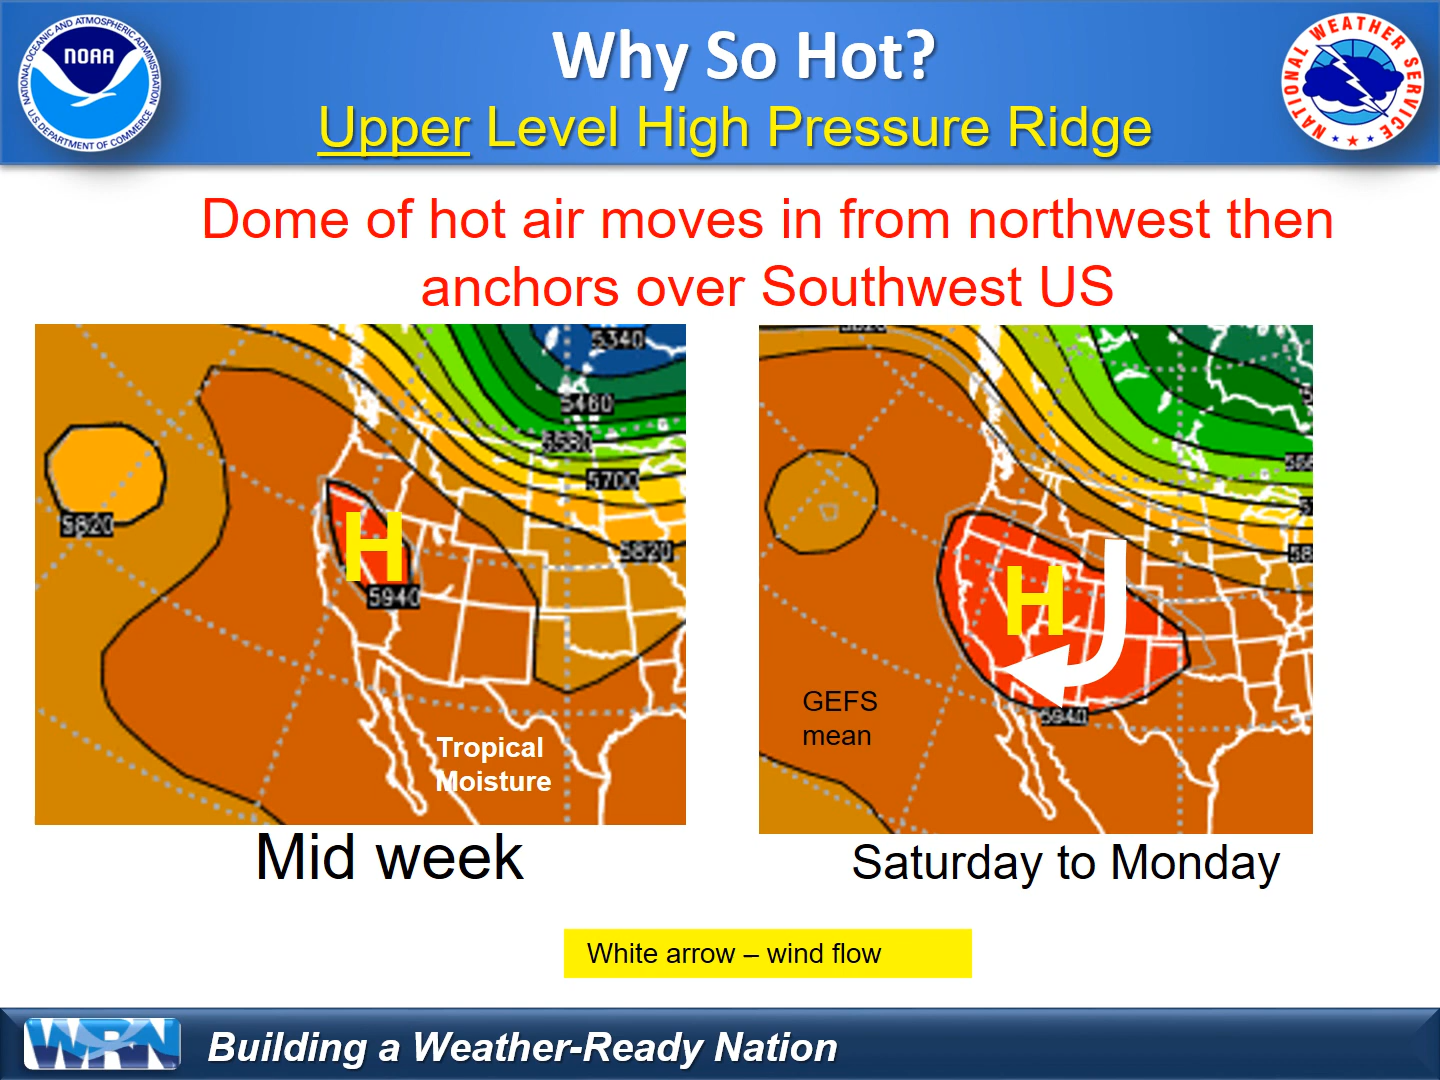 NATIONAL OCEANIC AND ATMOSPHERIC ADMINISTRATION
NOAA
U.S. DEPARTMENT OF COMMERCE
Why So Hot?
Upper Level High Pressure Ridge
NATIONAL WEATHER SERVICE
Dome of hot air moves in from northwest then
anchors over Southwest US
5340
5460
5580
5700
5820
5820
H
5940
Tropical
Moisture
Mid week
5820
H
GEFS
mean
5940
Saturday to Monday
White arrow – wind flow
WRN
Building a Weather-Ready Nation